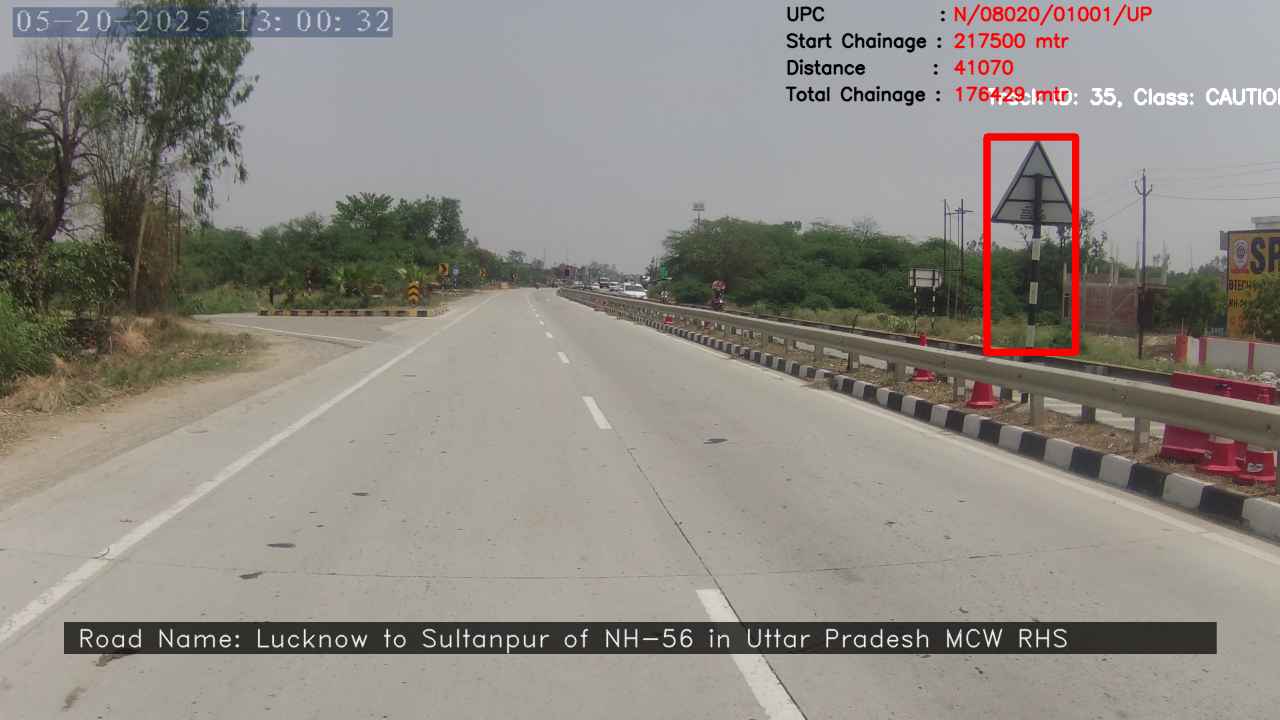 05-20-2025 13:00:32
UPC : N/08020/01001/UP
Start Chainage : 217500 mtr
Distance : 41070
Total Chainage : 176429 mtr
Track ID: 35, Class: CAUTIO
SP
BTECH
Road Name: Lucknow to Sultanpur of NH-56 in Uttar Pradesh MCW RHS